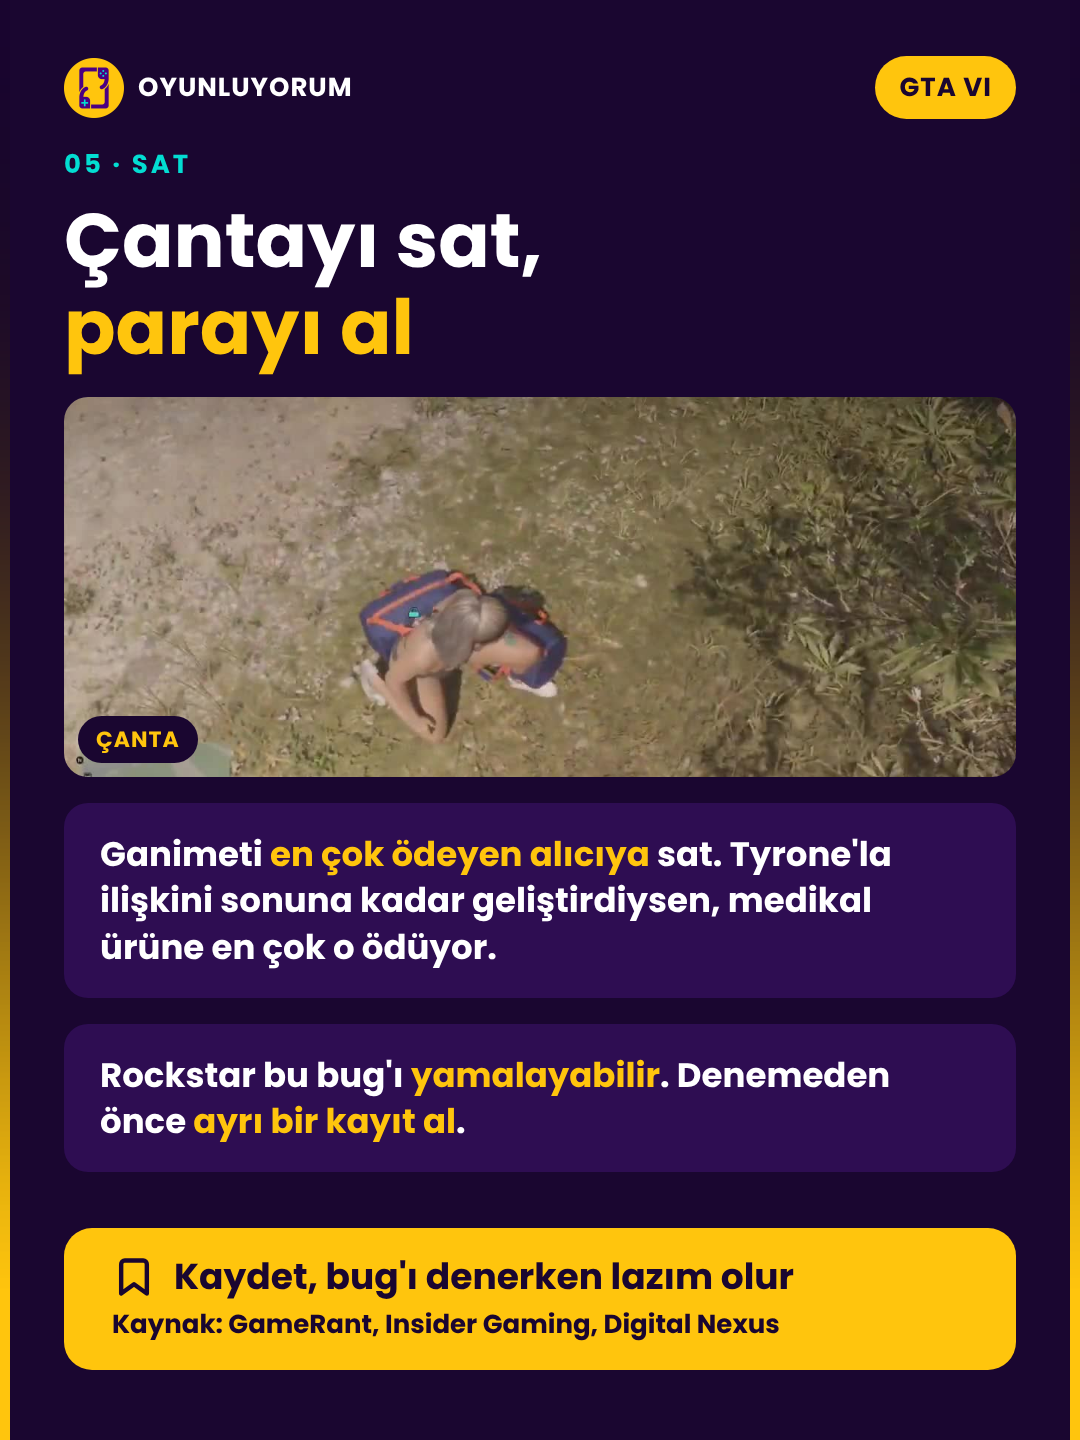 OYUNLUYORUM
GTA VI
05 · SAT
Çantayı sat,
parayı al
ÇANTA
Ganimeti en çok ödeyen alıcıya sat. Tyrone'la
ilişkini sonuna kadar geliştirdiysen, medikal
ürüne en çok o ödüyor.
Rockstar bu bug'ı yamalayabilir. Denemeden
önce ayrı bir kayıt al.
Kaydet, bug'ı denerken lazım olur
Kaynak: GameRant, Insider Gaming, Digital Nexus